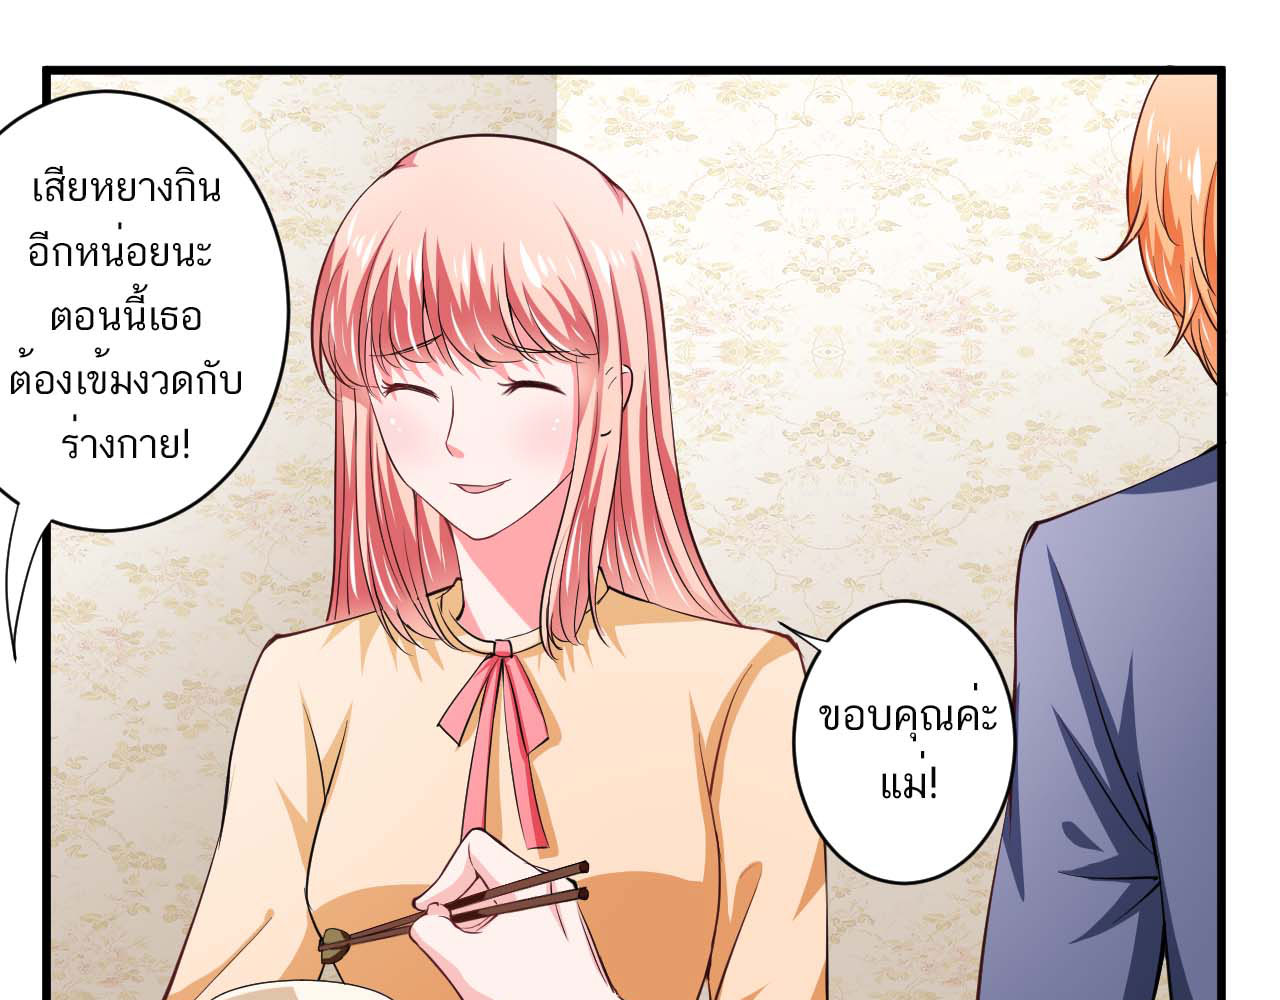 เสียหยางกิน
อีกหน่อยนะ
ตอนนี้เธอ
ต้องเข้มงวดกับ
ร่างกาย!
ขอบคุณค่ะ
แม่!